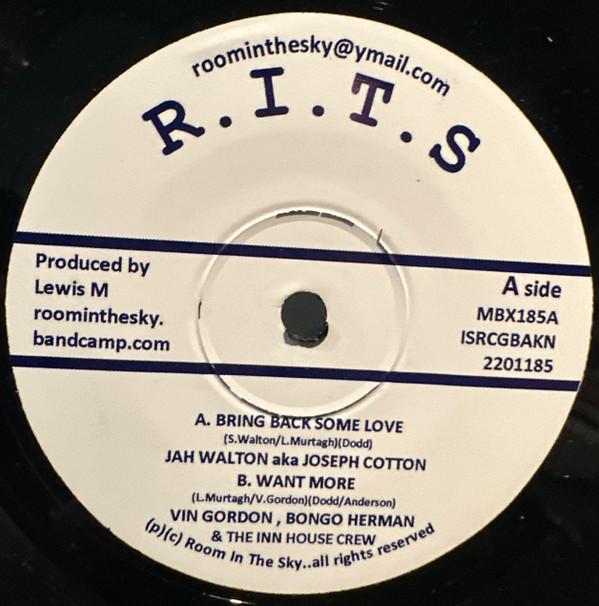 roominthesky@ymail.com
R.I.T.S
Produced by
Lewis M
roominthesky.
bandcamp.com
A side
MBX185A
ISRCGBAKN
2201185
A. BRING BACK SOME LOVE
(S.Walton/L.Murtagh)(Dodd)
JAH WALTON aka JOSEPH COTTON
B. WANT MORE
(L.Murtagh/V.Gordon)(Dodd/Anderson)
VIN GORDON , BONGO HERMAN
& THE INN HOUSE CREW
(p)(c) Room In The Sky..all rights reserved